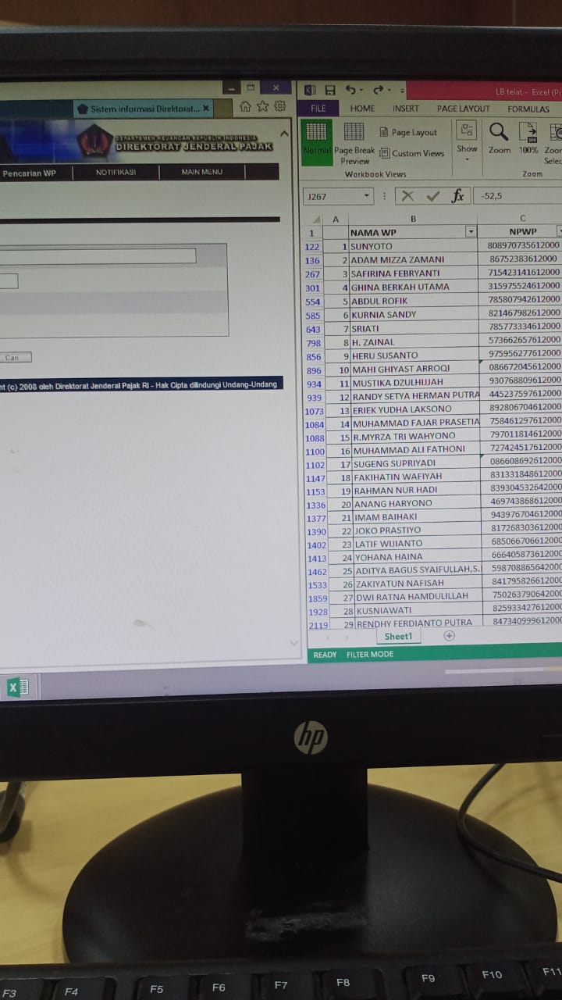 Sistem informasi Direktorat...
DEPARTEMEN KEUANGAN REPUBLIK INDONESIA
DIREKTORAT JENDERAL PAJAK
Pencarian WP NOTIFIKASI MAIN MENU
Cari
(c) 2008 oleh Direktorat Jenderal Pajak RI - Hak Cipta dilindungi Undang-Undang
LB telat - Excel
FILE HOME INSERT PAGE LAYOUT FORMULAS
Normal Page Break Preview
Page Layout
Custom Views
Show Zoom 100%
Workbook Views Zoom
J267 fx -52,5
A B C
1 NAMA WP NPWP
122 1 SUNYOTO 808970735612000
136 2 ADAM MIZZA ZAMANI 86752383612000
267 3 SAFIRINA FEBRYANTI 715423141612000
301 4 GHINA BERKAH UTAMA 315975524612000
554 5 ABDUL ROFIK 785807942612000
585 6 KURNIA SANDY 821467982612000
643 7 SRIATI 785773334612000
798 8 H. ZAINAL 573662657612000
856 9 HERU SUSANTO 975956277612000
896 10 MAHI GHIYAST ARROQI 086672045612000
934 11 MUSTIKA DZULHIJJAH 930768809612000
939 12 RANDY SETYA HERMAN PUTRA 445237597612000
1073 13 ERIEK YUDHA LAKSONO 892806704612000
1084 14 MUHAMMAD FAJAR PRASETIA 758461297612000
1088 15 R.MYRZA TRI WAHYONO 797011814612000
1100 16 MUHAMMAD ALI FATHONI 727424517612000
1102 17 SUGENG SUPRIYADI 086608692612000
1147 18 FAKIHATIN WAFIYAH 831331848612000
1153 19 RAHMAN NUR HADI 839304532642000
1336 20 ANANG HARYONO 469743868612000
1377 21 IMAM BAIHAKI 943976704612000
1390 22 JOKO PRASTIYO 817268303612000
1402 23 LATIF WIJIANTO 685066706612000
1413 24 YOHANA HAINA 666405873612000
1462 25 ADITYA BAGUS SYAIFULLAH,S. 598708865642000
1533 26 ZAKIYATUN NAFISAH 841795826612000
1859 27 DWI RATNA HAMDULILLAH 750263790642000
1928 28 KUSNIAWATI 825933427612000
2119 29 RENDHY FERDIANTO PUTRA 847340999612000
Sheet1
READY FILTER MODE
hp
F3 F4 F5 F6 F7 F8 F9 F10 F11